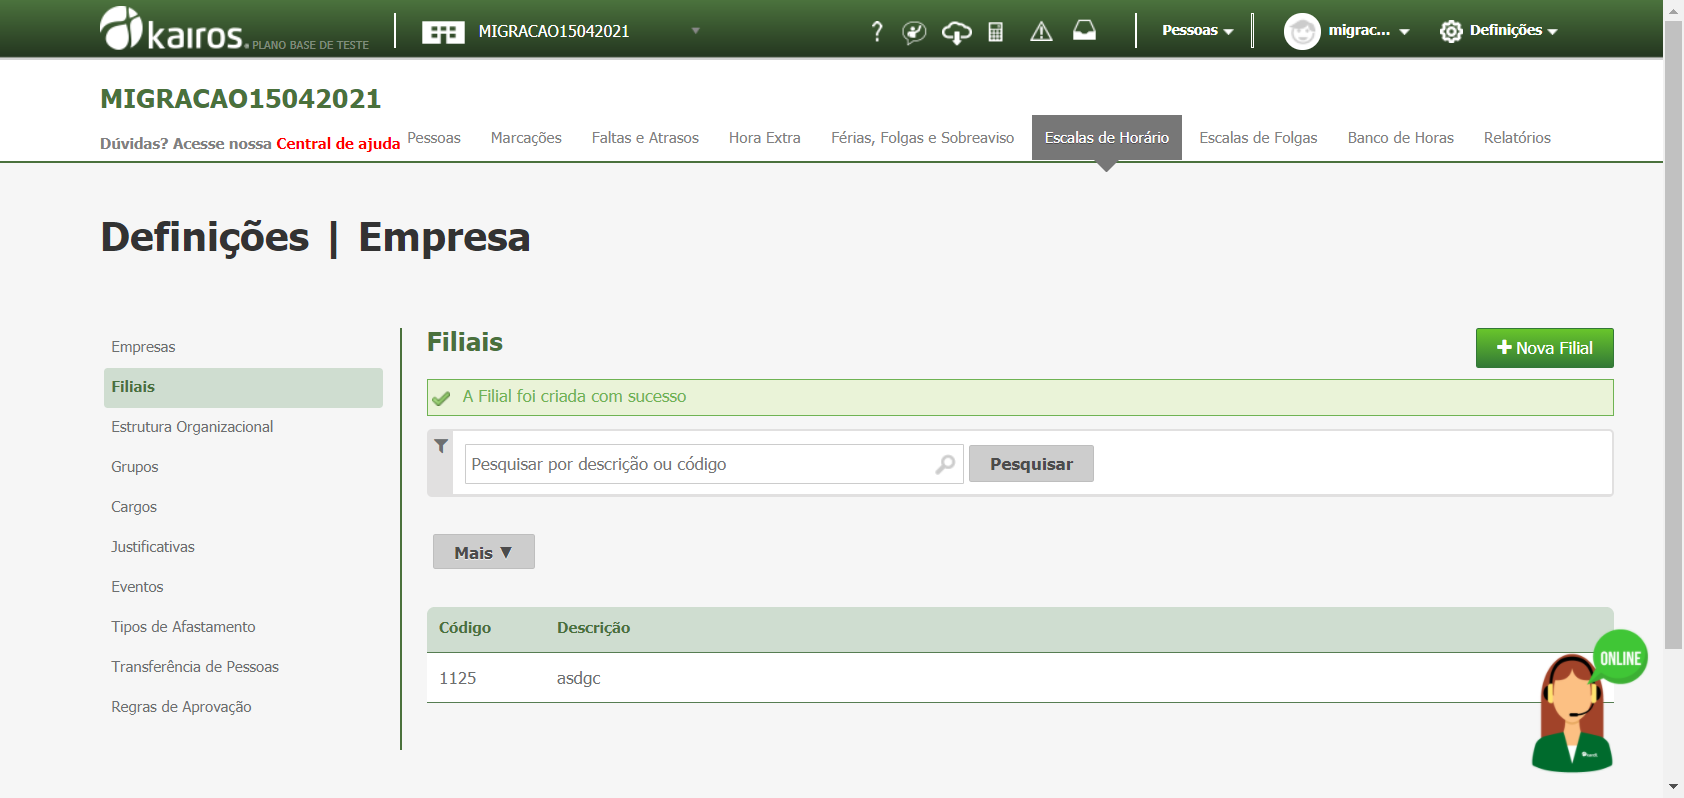 kairos. PLANO BASE DE TESTE
MIGRACAO15042021
?
Pessoas
migrac...
Definições
MIGRACAO15042021
Dúvidas? Acesse nossa Central de ajuda
Pessoas
Marcações
Faltas e Atrasos
Hora Extra
Férias, Folgas e Sobreaviso
Escalas de Horário
Escalas de Folgas
Banco de Horas
Relatórios
Definições | Empresa
Empresas
Filiais
Estrutura Organizacional
Grupos
Cargos
Justificativas
Eventos
Tipos de Afastamento
Transferência de Pessoas
Regras de Aprovação
Filiais
Nova Filial
A Filial foi criada com sucesso
Pesquisar por descrição ou código
Pesquisar
Mais ▼
Código Descrição
1125 asdgc
ONLINE